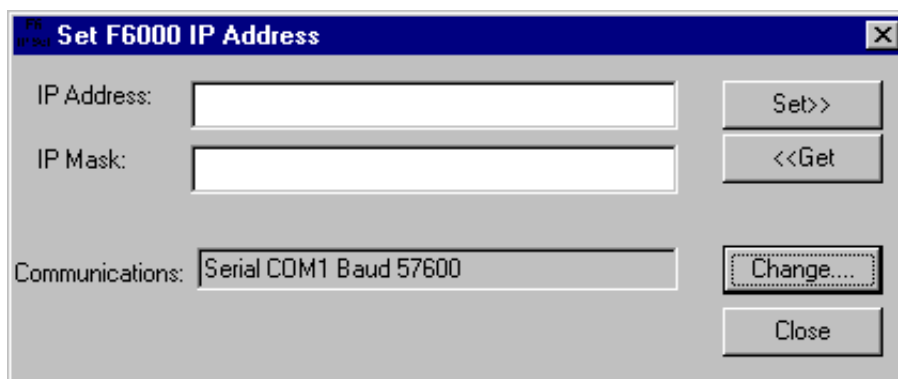 Set F6000 IP Address
IP Address:
Set>>
IP Mask:
<<Get
Communications: Serial COM1 Baud 57600
Change....
Close